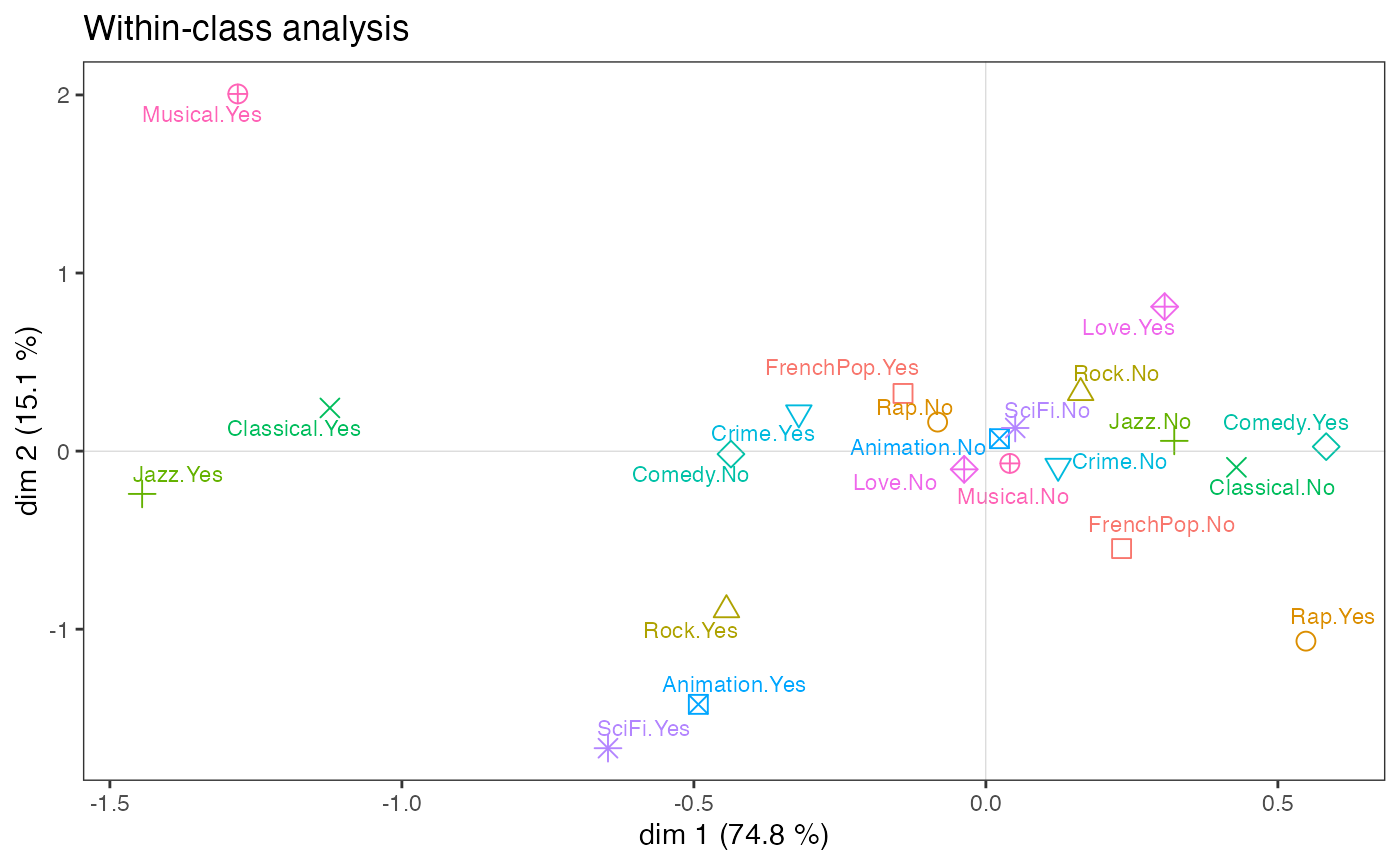 Within-class analysis
2
Musical.Yes
1
Love.Yes
FrenchPop.Yes
Rock.No
Rap.No
SciFi.No
Jazz.No
Comedy.Yes
Classical.Yes
Crime.Yes
Animation.No
0
Crime.No
Jazz.Yes
Comedy.No
Love.No
Musical.No
Classical.No
FrenchPop.No
Rap.Yes
-1
Rock.Yes
Animation.Yes
SciFi.Yes
-1.5
-1.0
-0.5
0.0
0.5
dim 1 (74.8 %)
dim 2 (15.1 %)